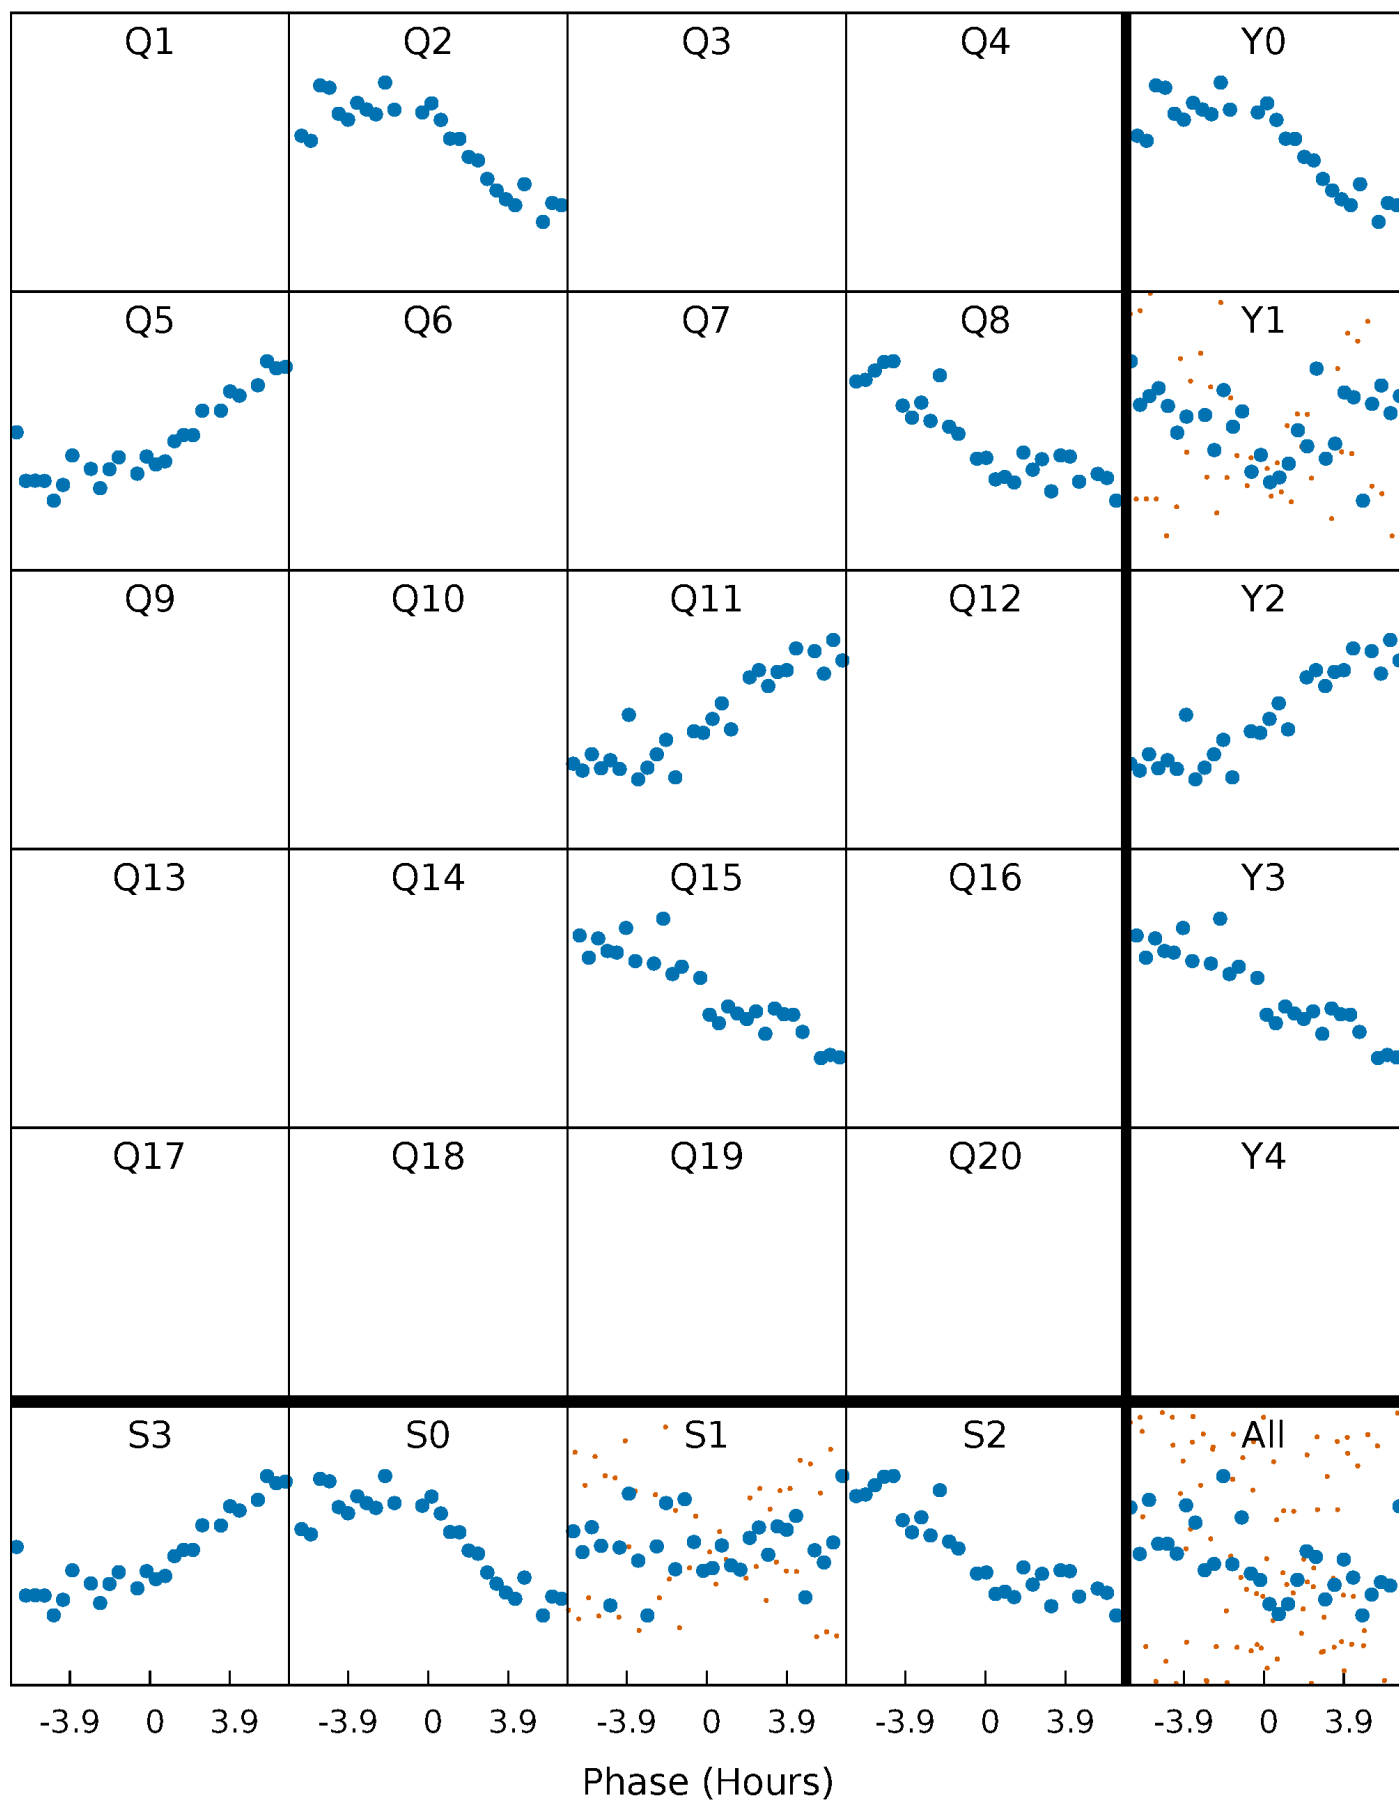 Q1 Q2 Q3 Q4 Y0
Q5 Q6 Q7 Q8 Y1
Q9 Q10 Q11 Q12 Y2
Q13 Q14 Q15 Q16 Y3
Q17 Q18 Q19 Q20 Y4
S3 S0 S1 S2 All
-3.9 0 3.9 -3.9 0 3.9 -3.9 0 3.9 -3.9 0 3.9 -3.9 0 3.9
Phase (Hours)